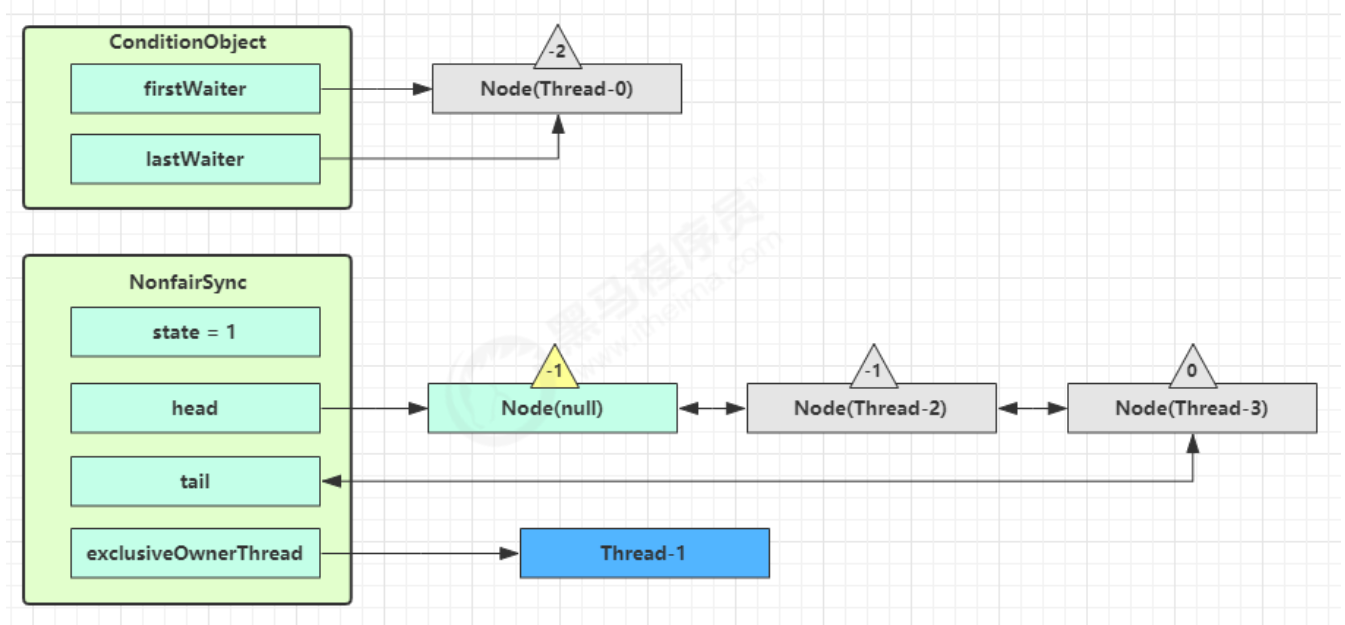 ConditionObject
-2
firstWaiter
Node(Thread-0)
lastWaiter
黑马程序员
www.itheima.com
NonfairSync
state = 1
-1
-1
0
head
Node(null)
Node(Thread-2)
Node(Thread-3)
tail
exclusiveOwnerThread
Thread-1